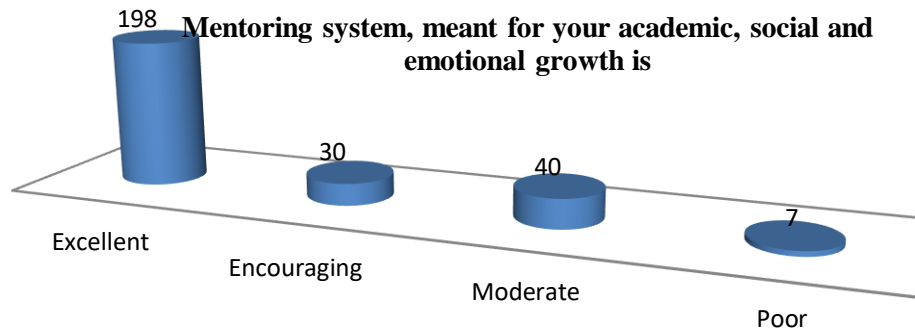 198
Mentoring system, meant for your academic, social and
emotional growth is
30
40
7
Excellent
Encouraging
Moderate
Poor